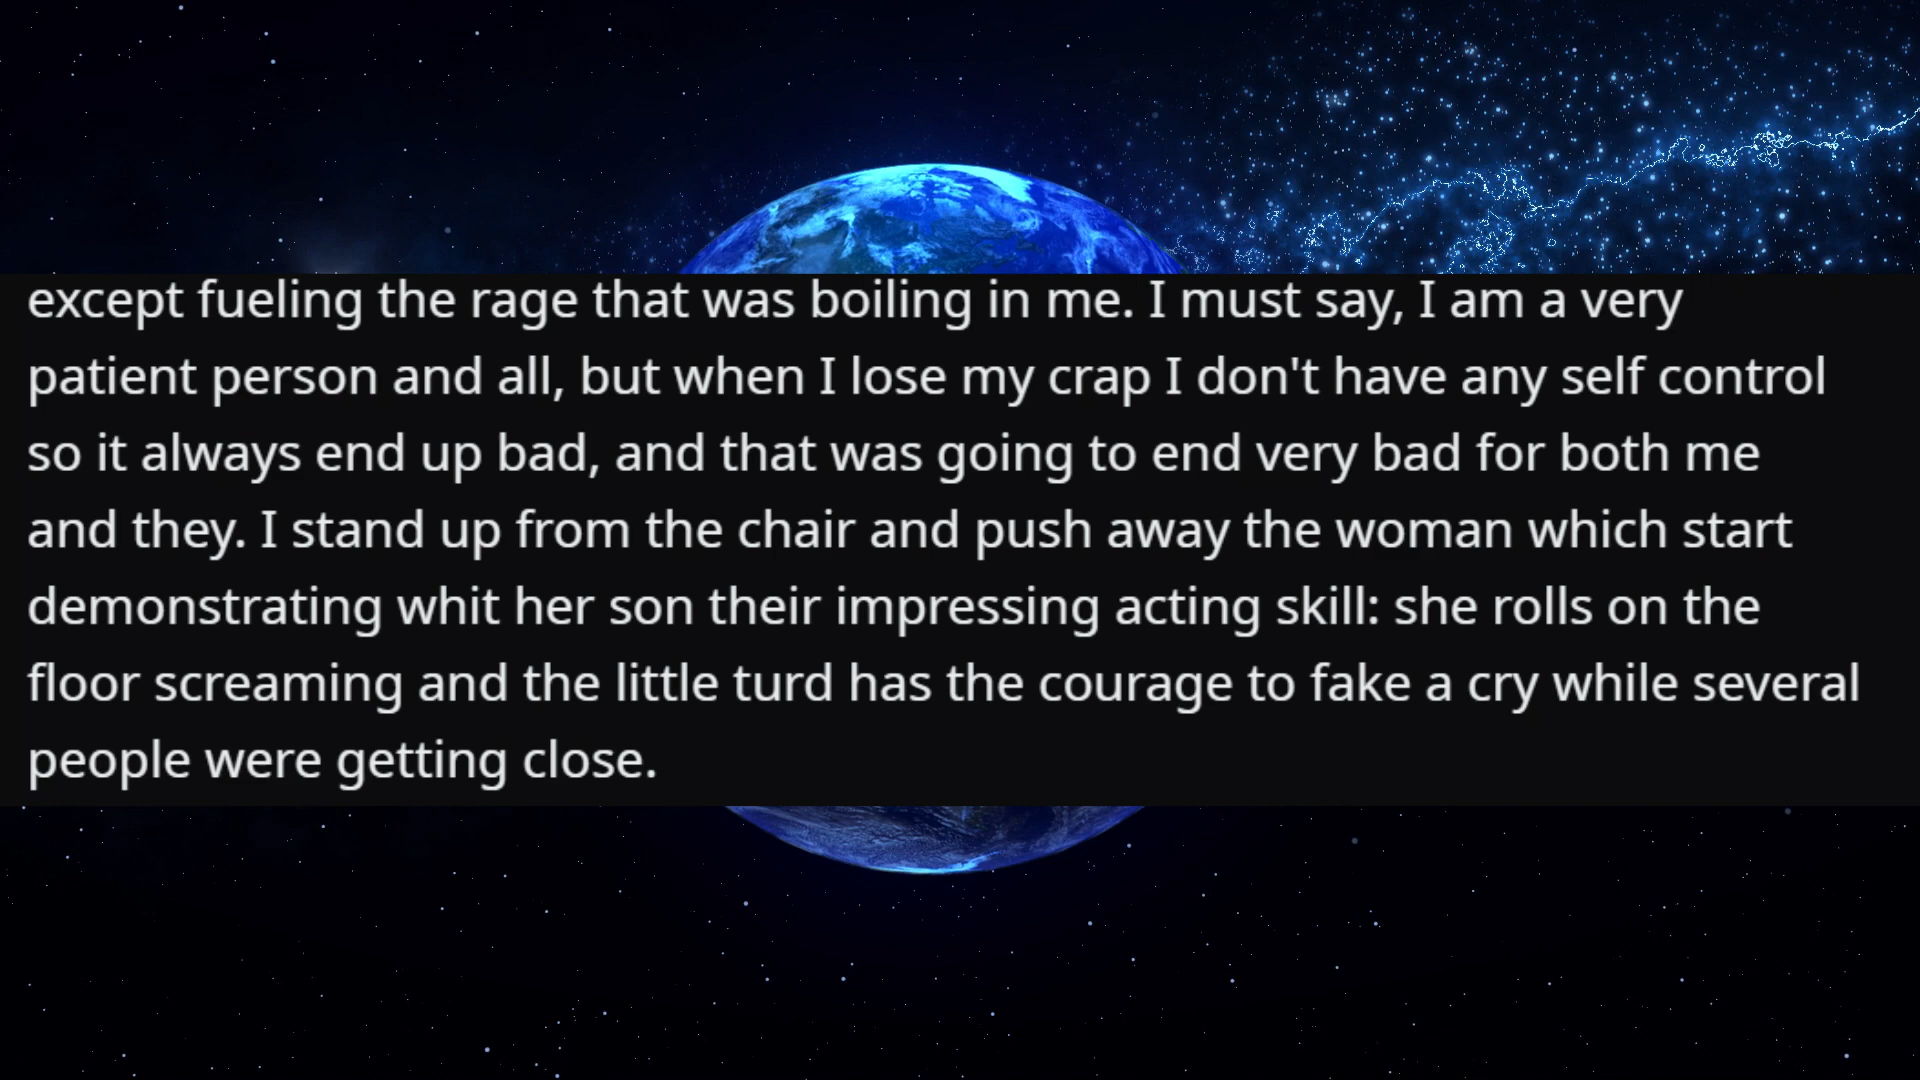 except fueling the rage that was boiling in me. I must say, I am a very
patient person and all, but when I lose my crap I don't have any self control
so it always end up bad, and that was going to end very bad for both me
and they. I stand up from the chair and push away the woman which start
demonstrating whit her son their impressing acting skill: she rolls on the
floor screaming and the little turd has the courage to fake a cry while several
people were getting close.